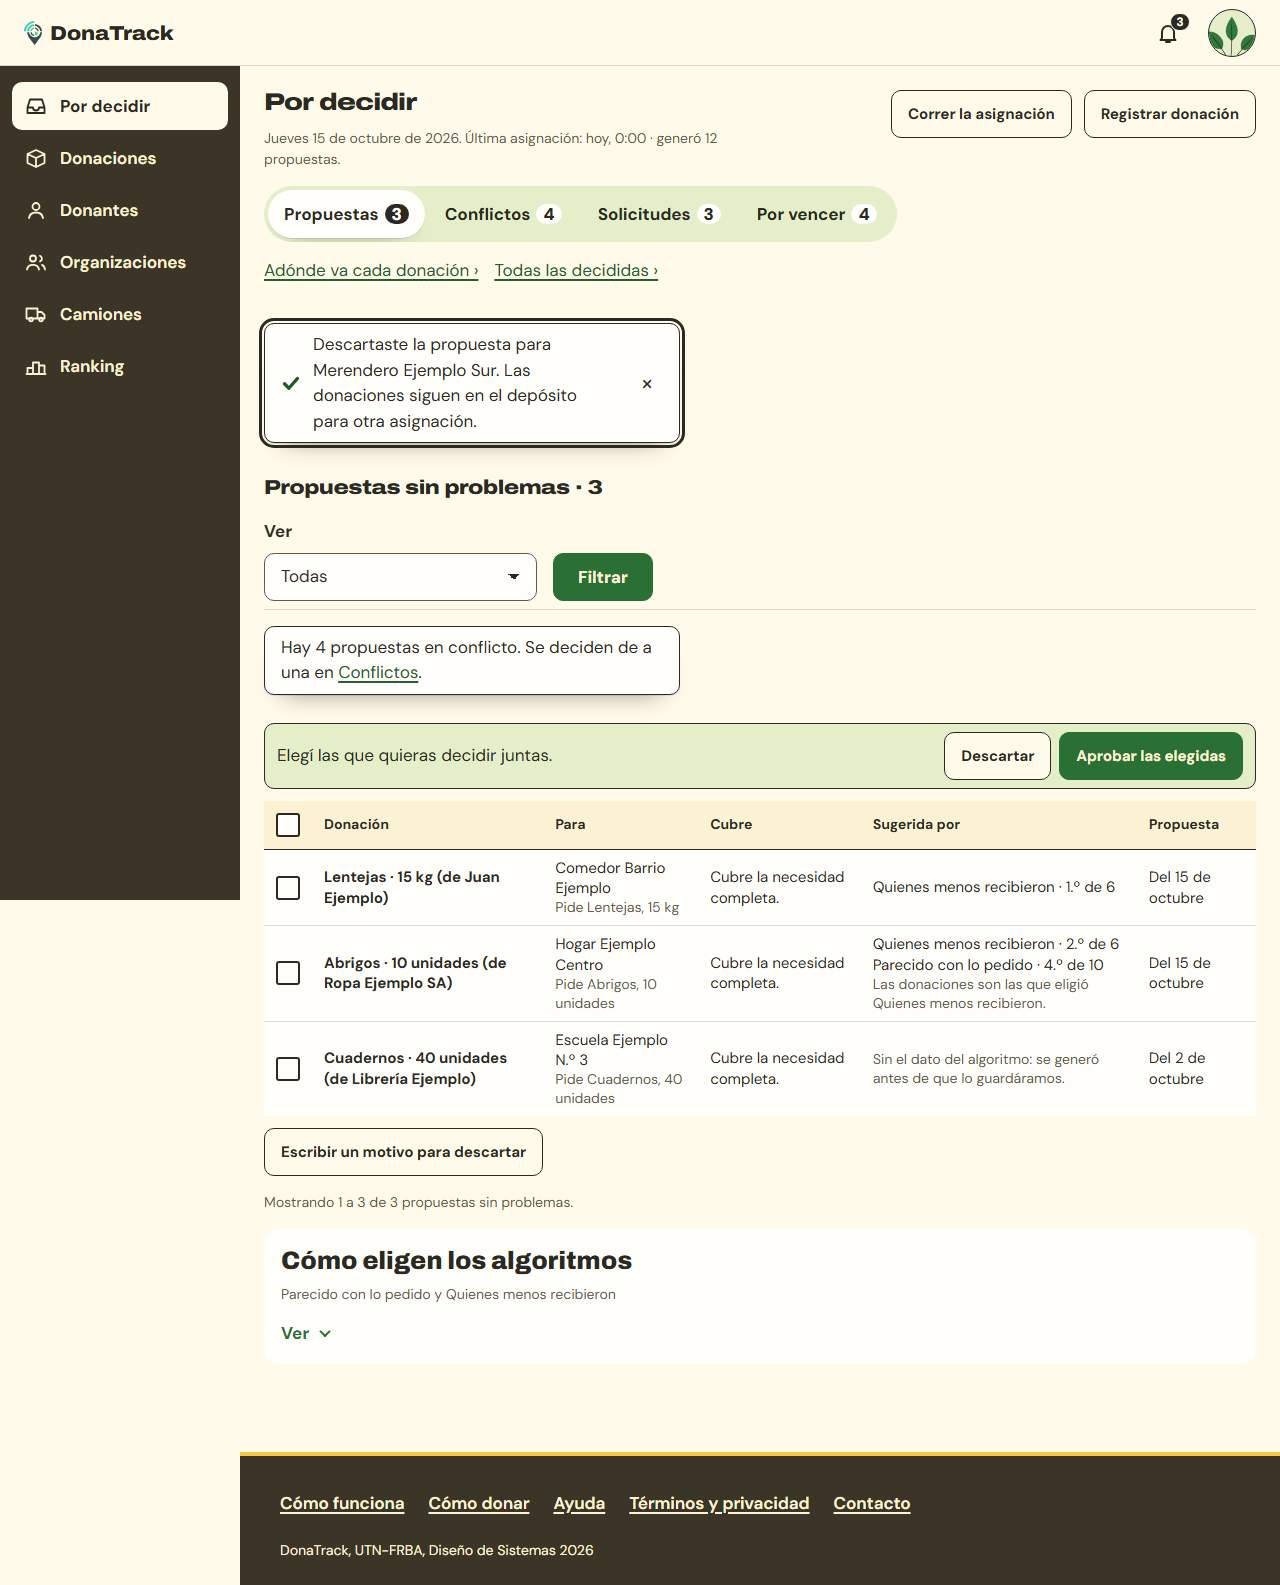 DonaTrack
3
Por decidir
Donaciones
Donantes
Organizaciones
Camiones
Ranking
Por decidir
Jueves 15 de octubre de 2026. Última asignación: hoy, 0:00 · generó 12
propuestas.
Correr la asignación
Registrar donación
Propuestas 3
Conflictos 4
Solicitudes 3
Por vencer 4
Adónde va cada donación ›
Todas las decididas ›
Descartaste la propuesta para
Merendero Ejemplo Sur. Las
donaciones siguen en el depósito
para otra asignación.
×
Propuestas sin problemas · 3
Ver
Todas
Filtrar
Hay 4 propuestas en conflicto. Se deciden de a
una en Conflictos.
Elegí las que quieras decidir juntas.
Descartar
Aprobar las elegidas
Donación
Para
Cubre
Sugerida por
Propuesta
Lentejas · 15 kg (de Juan
Ejemplo)
Comedor Barrio
Ejemplo
Pide Lentejas, 15 kg
Cubre la necesidad
completa.
Quienes menos recibieron · 1.º de 6
Del 15 de
octubre
Abrigos · 10 unidades (de
Ropa Ejemplo SA)
Hogar Ejemplo
Centro
Pide Abrigos, 10
unidades
Cubre la necesidad
completa.
Quienes menos recibieron · 2.º de 6
Parecido con lo pedido · 4.º de 10
Las donaciones son las que eligió
Quienes menos recibieron.
Del 15 de
octubre
Cuadernos · 40 unidades
(de Librería Ejemplo)
Escuela Ejemplo
N.º 3
Pide Cuadernos, 40
unidades
Cubre la necesidad
completa.
Sin el dato del algoritmo: se generó
antes de que lo guardáramos.
Del 2 de
octubre
Escribir un motivo para descartar
Mostrando 1 a 3 de 3 propuestas sin problemas.
Cómo eligen los algoritmos
Parecido con lo pedido y Quienes menos recibieron
Ver
Cómo funciona
Cómo donar
Ayuda
Términos y privacidad
Contacto
DonaTrack, UTN-FRBA, Diseño de Sistemas 2026